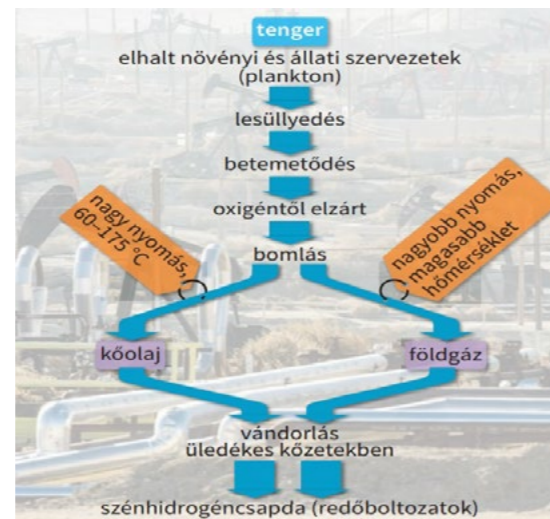 tenger
elhalt növényi és állati szervezetek
(plankton)
lesüllyedés
betemetődés
oxigéntől elzárt
bomlás
nagy nyomás,
60–175 °C
nagyobb nyomás,
magasabb
hőmérséklet
kőolaj
földgáz
vándorlás
üledékes kőzetekben
szénhidrogéncsapda (redőboltozatok)